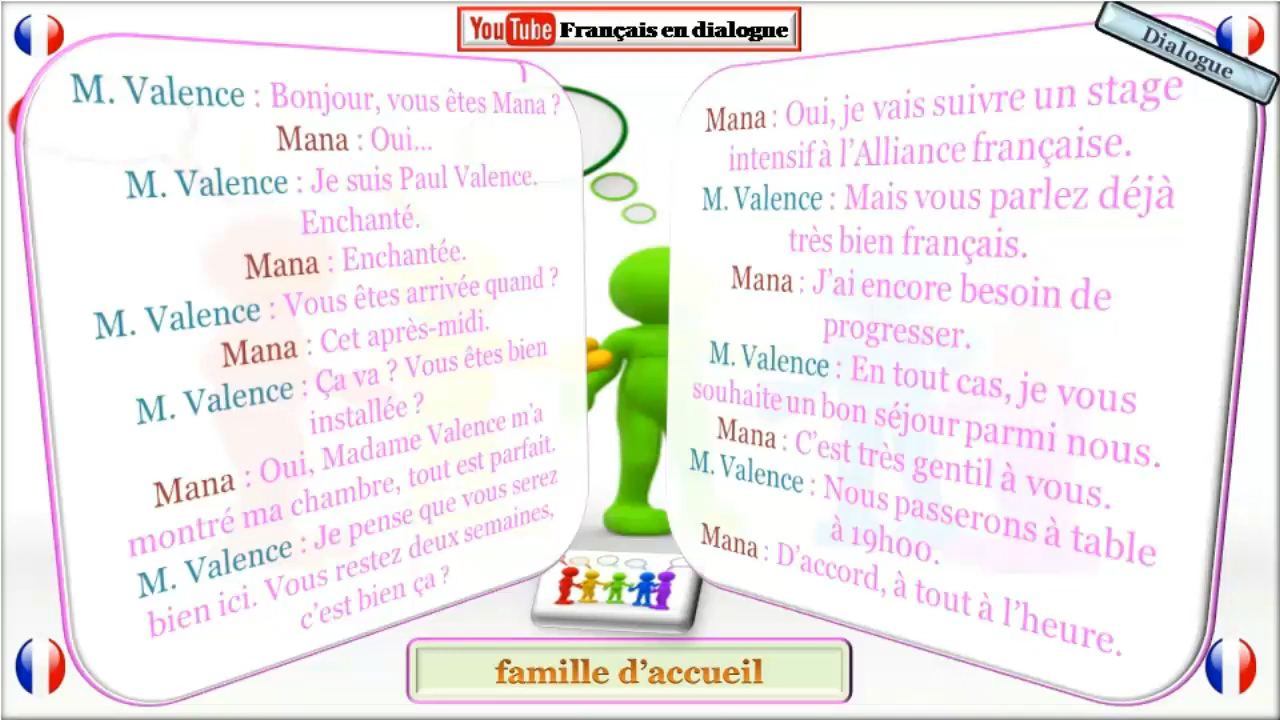 YouTube Français en dialogue
Dialogue
M. Valence : Bonjour, vous êtes Mana ?
Mana : Oui...
M. Valence : Je suis Paul Valence.
Enchanté.
Mana : Enchantée.
M. Valence : Vous êtes arrivée quand ?
Mana : Cet après-midi.
M. Valence : Ça va ? Vous êtes bien
installée ?
Mana : Oui, Madame Valence m'a
montré ma chambre, tout est parfait.
M. Valence : Je pense que vous serez
bien ici. Vous restez deux semaines,
c'est bien ça ?
Mana : Oui, je vais suivre un stage
intensif à l'Alliance française.
M. Valence : Mais vous parlez déjà
très bien français.
Mana : J'ai encore besoin de
progresser.
M. Valence : En tout cas, je vous
souhaite un bon séjour parmi nous.
Mana : C'est très gentil à vous.
M. Valence : Nous passerons à table
à 19h00.
Mana : D'accord, à tout à l'heure.
famille d'accueil